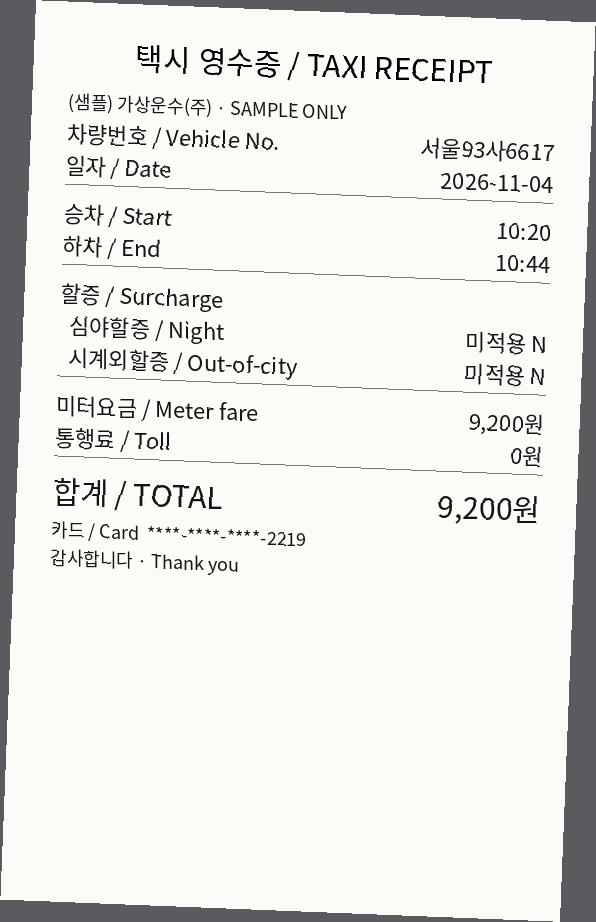 택시 영수증 / TAXI RECEIPT
(샘플) 가상운수(주) · SAMPLE ONLY
차량번호 / Vehicle No. 서울93사6617
일자 / Date 2026-11-04
승차 / Start 10:20
하차 / End 10:44
할증 / Surcharge
심야할증 / Night 미적용 N
시계외할증 / Out-of-city 미적용 N
미터요금 / Meter fare 9,200원
통행료 / Toll 0원
합계 / TOTAL 9,200원
카드 / Card ****-****-****-2219
감사합니다 · Thank you